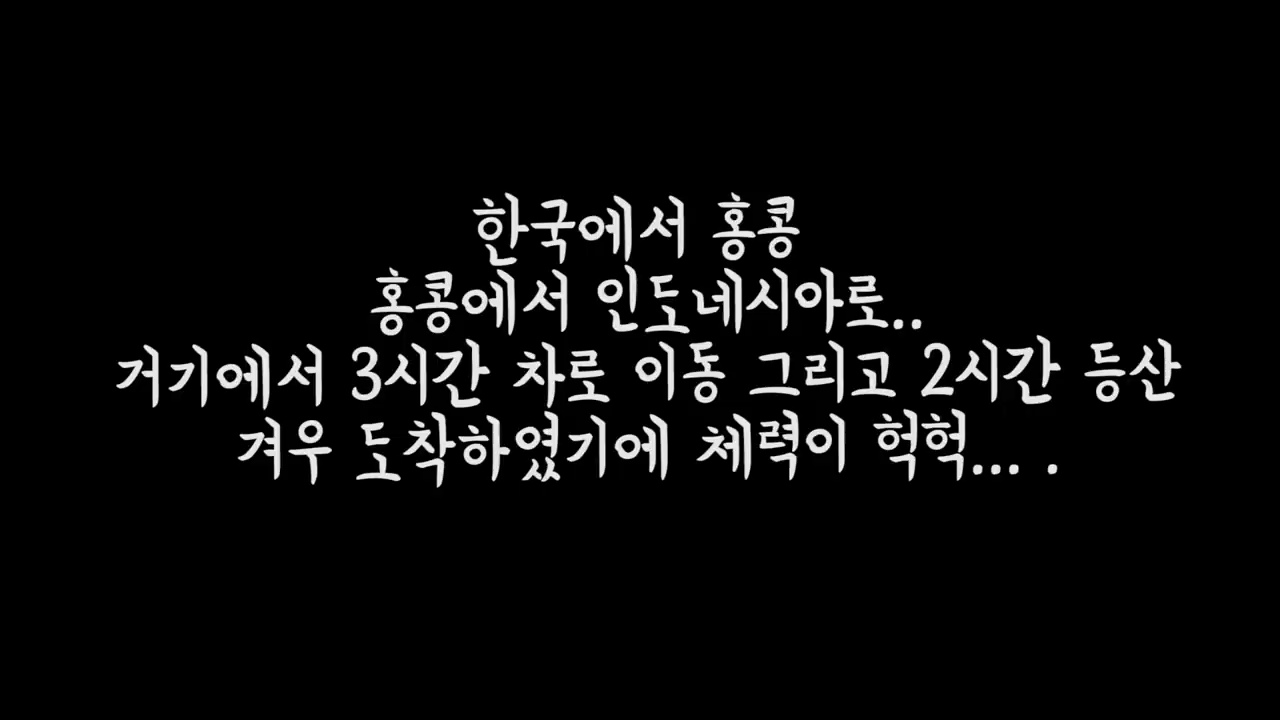 한국에서 홍콩
홍콩에서 인도네시아로..
거기에서 3시간 차로 이동 그리고 2시간 등산
겨우 도착하였기에 체력이 헉헉... .